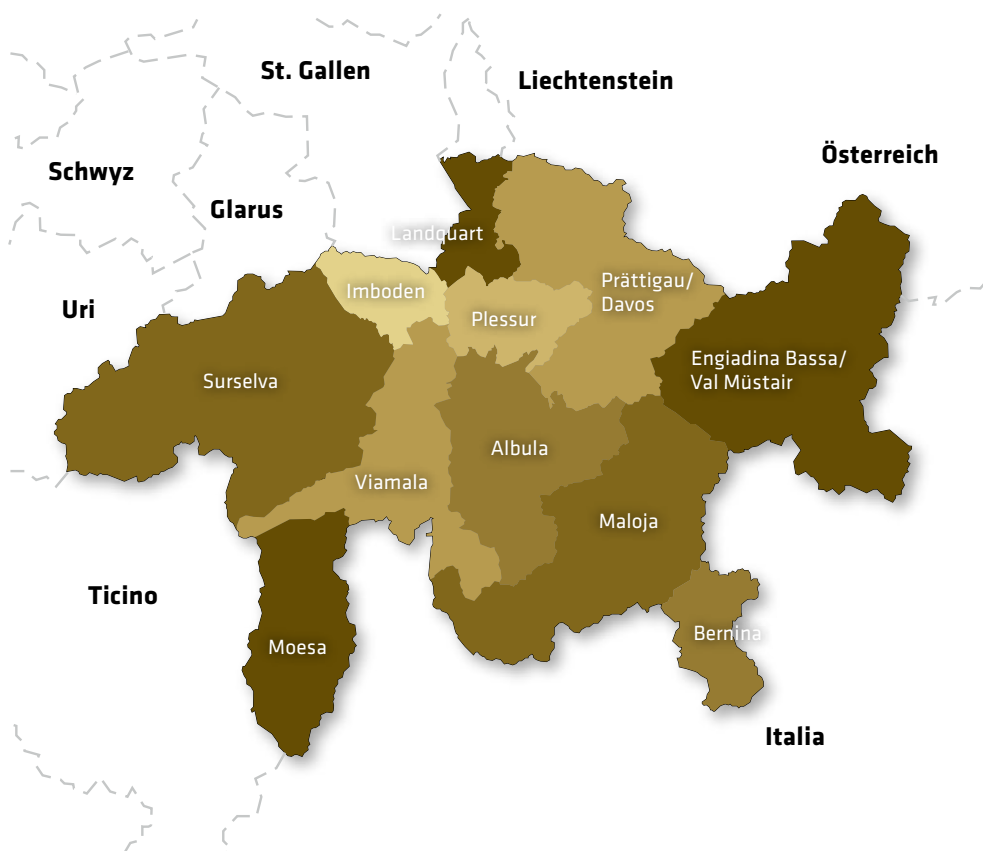 St. Gallen
Liechtenstein
Österreich
Schwyz
Glarus
Landquart
Uri
Imboden
Plessur
Prättigau/
Davos
Surselva
Engiadina Bassa/
Val Müstair
Albula
Viamala
Maloja
Ticino
Moesa
Bernina
Italia